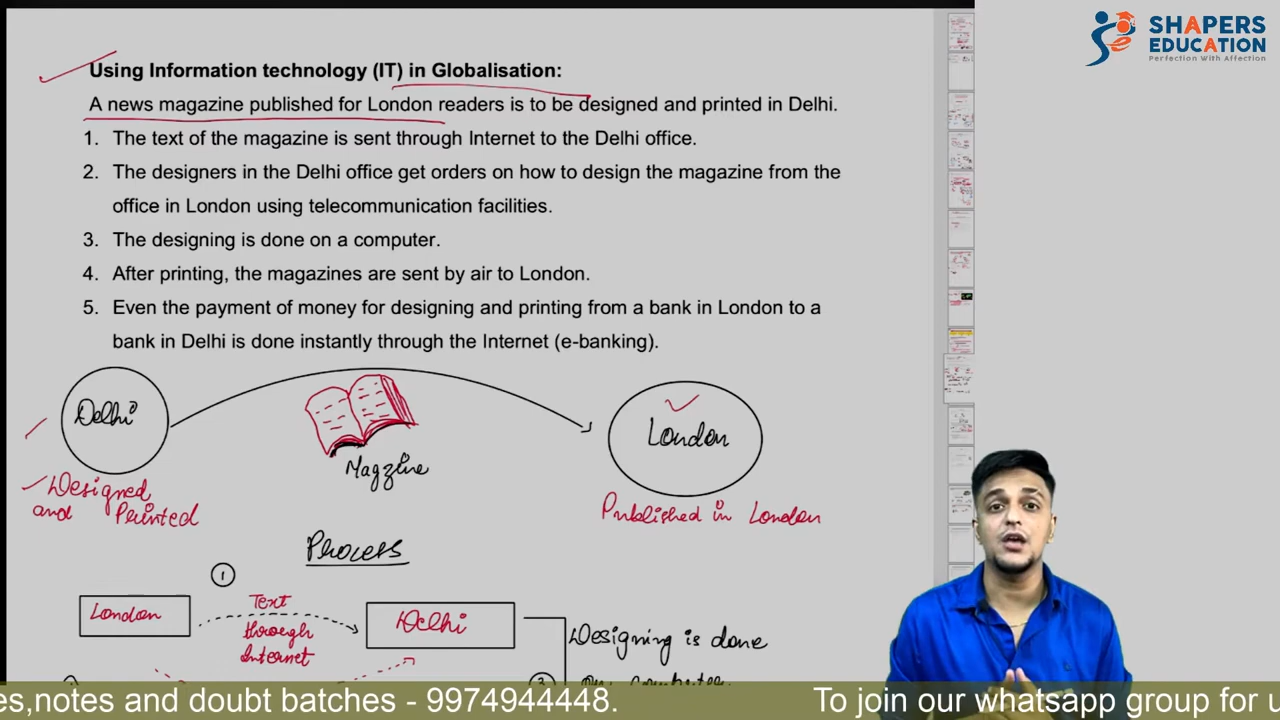 SHAPERS
EDUCATION
Perfection With Affection
Using Information technology (IT) in Globalisation:
A news magazine published for London readers is to be designed and printed in Delhi.
1. The text of the magazine is sent through Internet to the Delhi office.
2. The designers in the Delhi office get orders on how to design the magazine from the
office in London using telecommunication facilities.
3. The designing is done on a computer.
4. After printing, the magazines are sent by air to London.
5. Even the payment of money for designing and printing from a bank in London to a
bank in Delhi is done instantly through the Internet (e-banking).
Delhi
London
Magzine
Designed
and Printed
Published in London
Process
1
London
Text
through
Internet
Delhi
Designing is done
3
on computer
es,notes and doubt batches - 9974944448. To join our whatsapp group for u